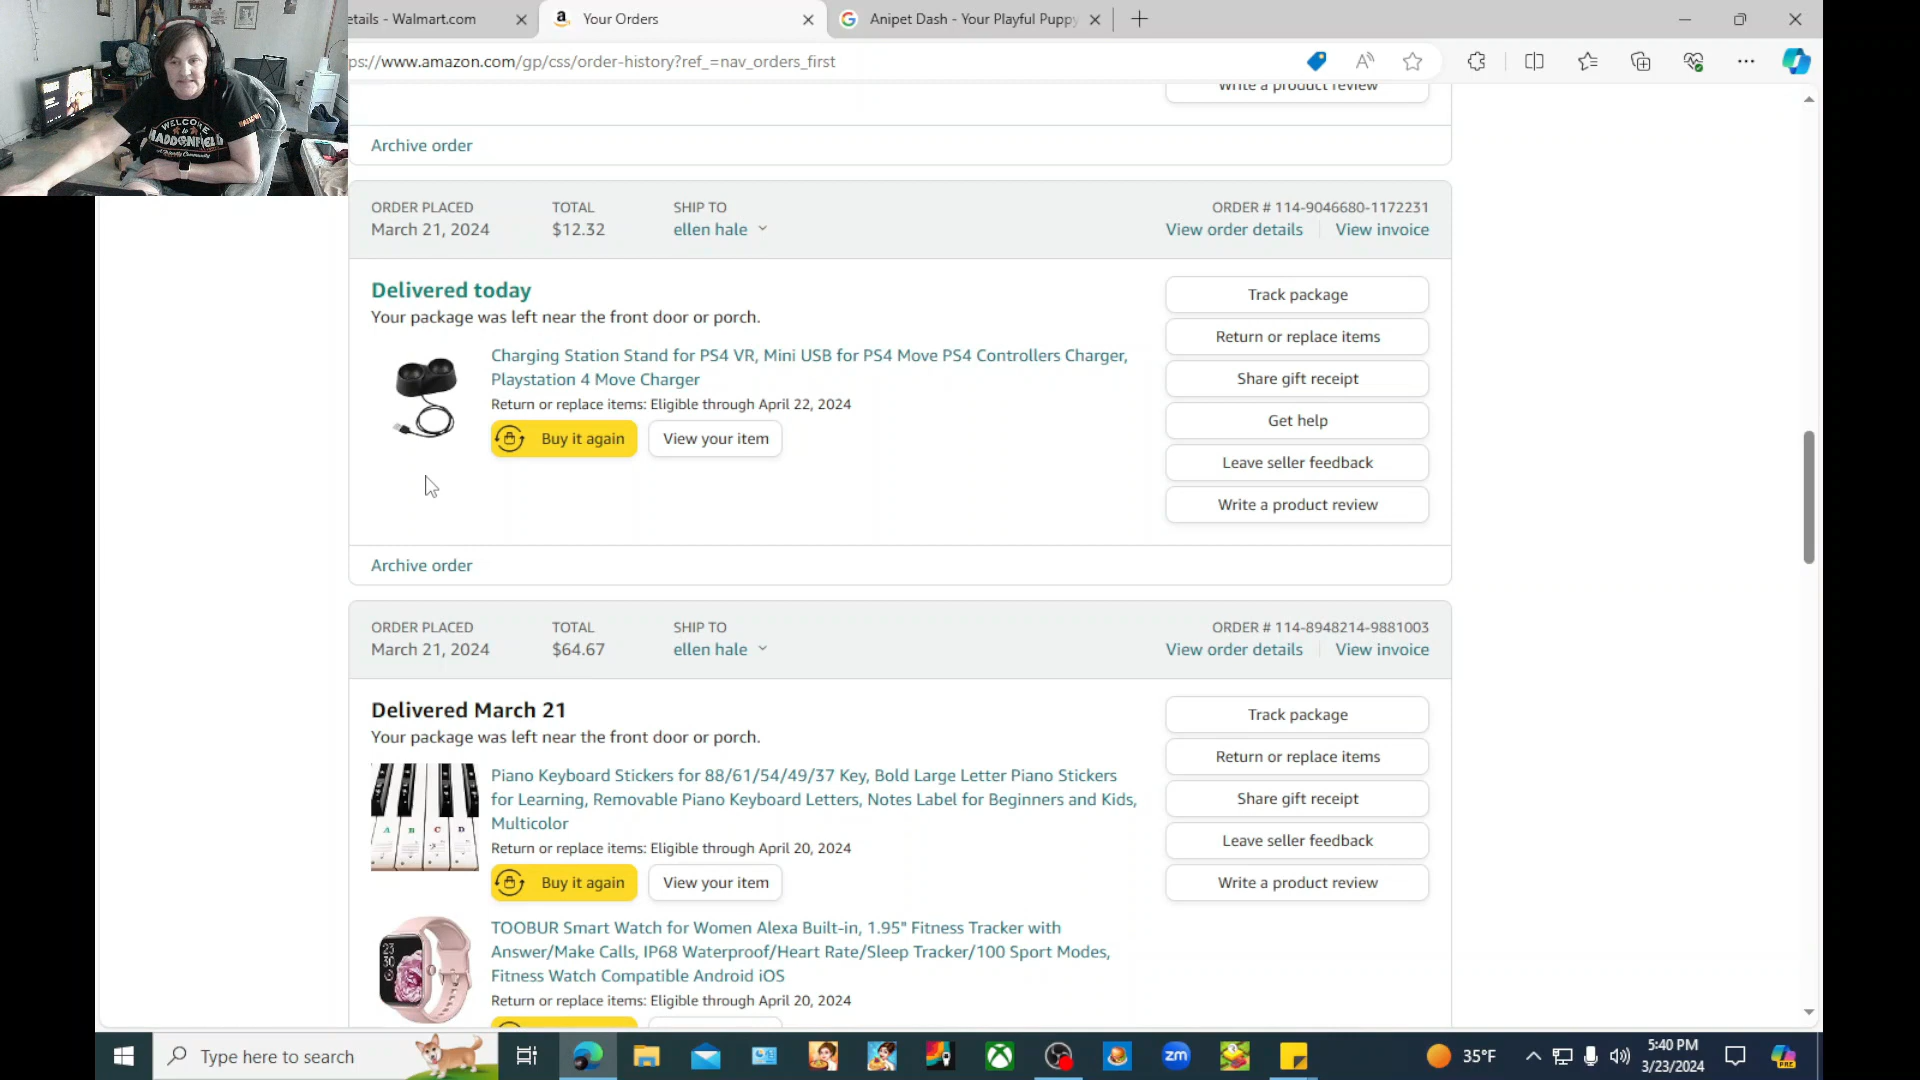 etails - Walmart.com
Your Orders
Anipet Dash - Your Playful Puppy
ps://www.amazon.com/gp/css/order-history?ref_=nav_orders_first
WELCOME
to
HADDONFIELD
Write a product review
Archive order
ORDER PLACED
March 21, 2024
TOTAL
$12.32
SHIP TO
ellen hale
ORDER # 114-9046680-1172231
View order details
View invoice
Delivered today
Your package was left near the front door or porch.
Charging Station Stand for PS4 VR, Mini USB for PS4 Move PS4 Controllers Charger,
Playstation 4 Move Charger
Return or replace items: Eligible through April 22, 2024
Buy it again
View your item
Track package
Return or replace items
Share gift receipt
Get help
Leave seller feedback
Write a product review
Archive order
ORDER PLACED
March 21, 2024
TOTAL
$64.67
SHIP TO
ellen hale
ORDER # 114-8948214-9881003
View order details
View invoice
Delivered March 21
Your package was left near the front door or porch.
A B C D
Piano Keyboard Stickers for 88/61/54/49/37 Key, Bold Large Letter Piano Stickers
for Learning, Removable Piano Keyboard Letters, Notes Label for Beginners and Kids,
Multicolor
Return or replace items: Eligible through April 20, 2024
Buy it again
View your item
Track package
Return or replace items
Share gift receipt
Leave seller feedback
Write a product review
23
30
TOOBUR Smart Watch for Women Alexa Built-in, 1.95" Fitness Tracker with
Answer/Make Calls, IP68 Waterproof/Heart Rate/Sleep Tracker/100 Sport Modes,
Fitness Watch Compatible Android iOS
Return or replace items: Eligible through April 20, 2024
Type here to search
zm
35°F
5:40 PM
3/23/2024
PRE